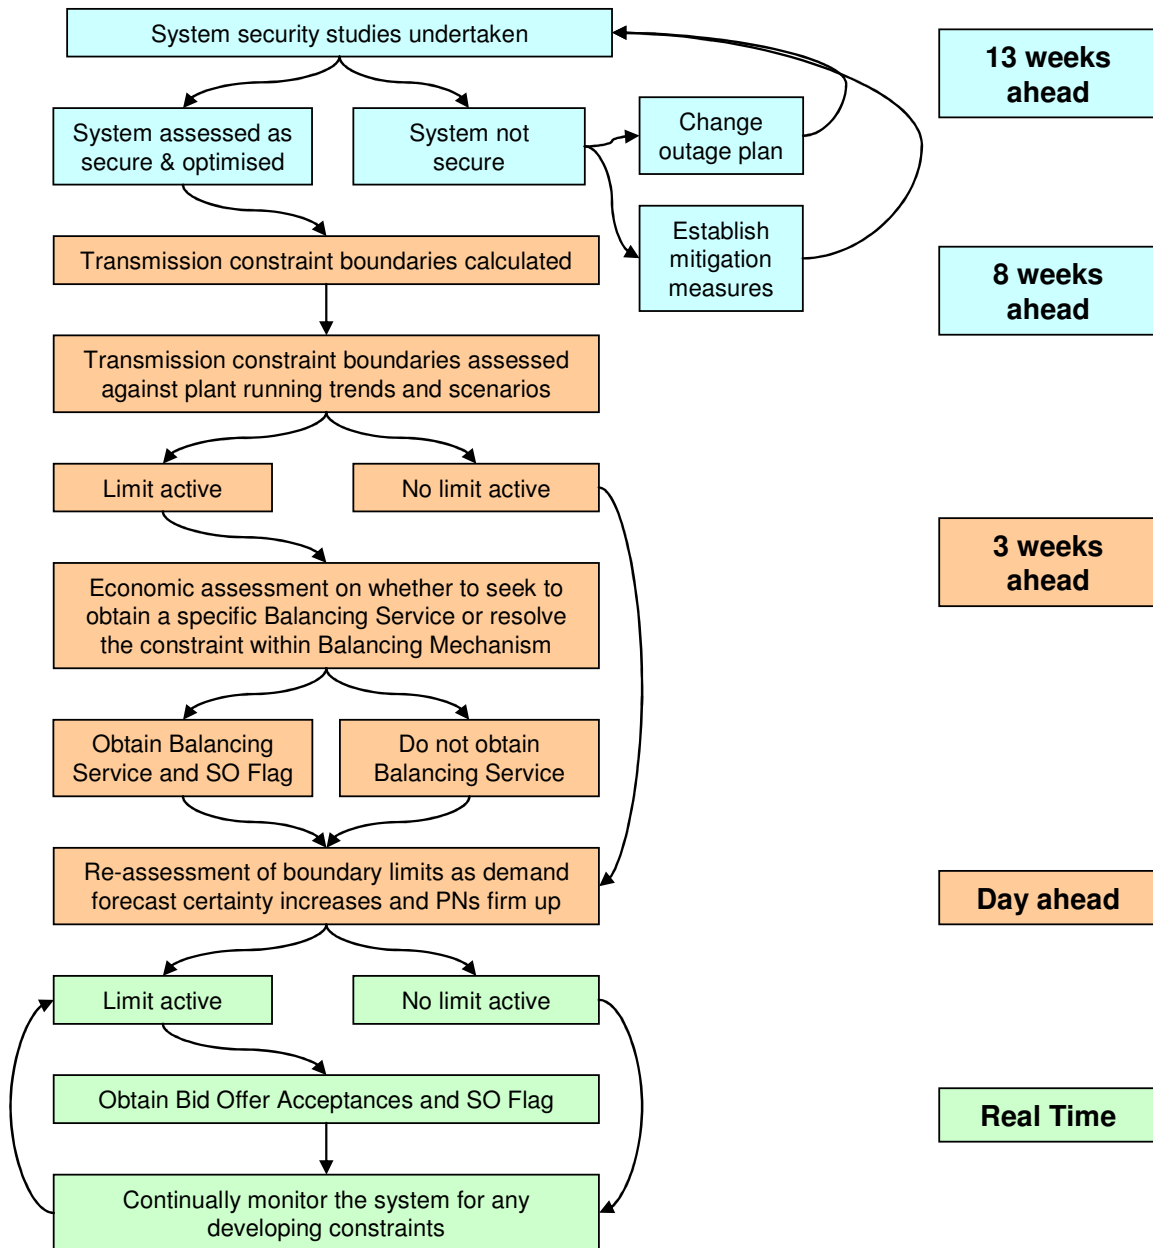 System security studies undertaken
13 weeks
ahead
System assessed as
secure & optimised
System not
secure
Change
outage plan
Establish
mitigation
measures
Transmission constraint boundaries calculated
8 weeks
ahead
Transmission constraint boundaries assessed
against plant running trends and scenarios
Limit active
No limit active
3 weeks
ahead
Economic assessment on whether to seek to
obtain a specific Balancing Service or resolve
the constraint within Balancing Mechanism
Obtain Balancing
Service and SO Flag
Do not obtain
Balancing Service
Re-assessment of boundary limits as demand
forecast certainty increases and PNs firm up
Day ahead
Limit active
No limit active
Obtain Bid Offer Acceptances and SO Flag
Real Time
Continually monitor the system for any
developing constraints